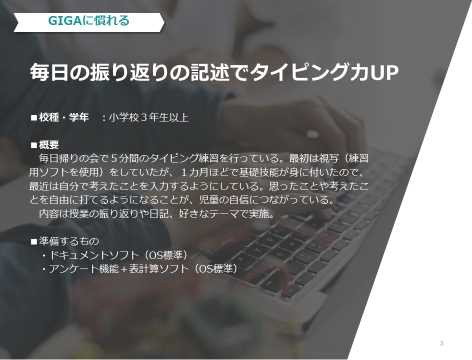 GIGAに慣れる
毎日の振り返りの記述でタイピング力UP
■校種・学年　：小学校３年生以上
■概要
　毎日帰りの会で５分間のタイピング練習を行っている。最初は視写（練習
用ソフトを使用）をしていたが、１カ月ほどで基礎技能が身に付いたので、
最近は自分で考えたことを入力するようにしている。思ったことや考えたこ
とを自由に打てるようになることが、児童の自信につながっている。
　内容は授業の振り返りや日記、好きなテーマで実施。
■準備するもの
　・ドキュメントソフト（OS標準）
　・アンケート機能＋表計算ソフト（OS標準）
3